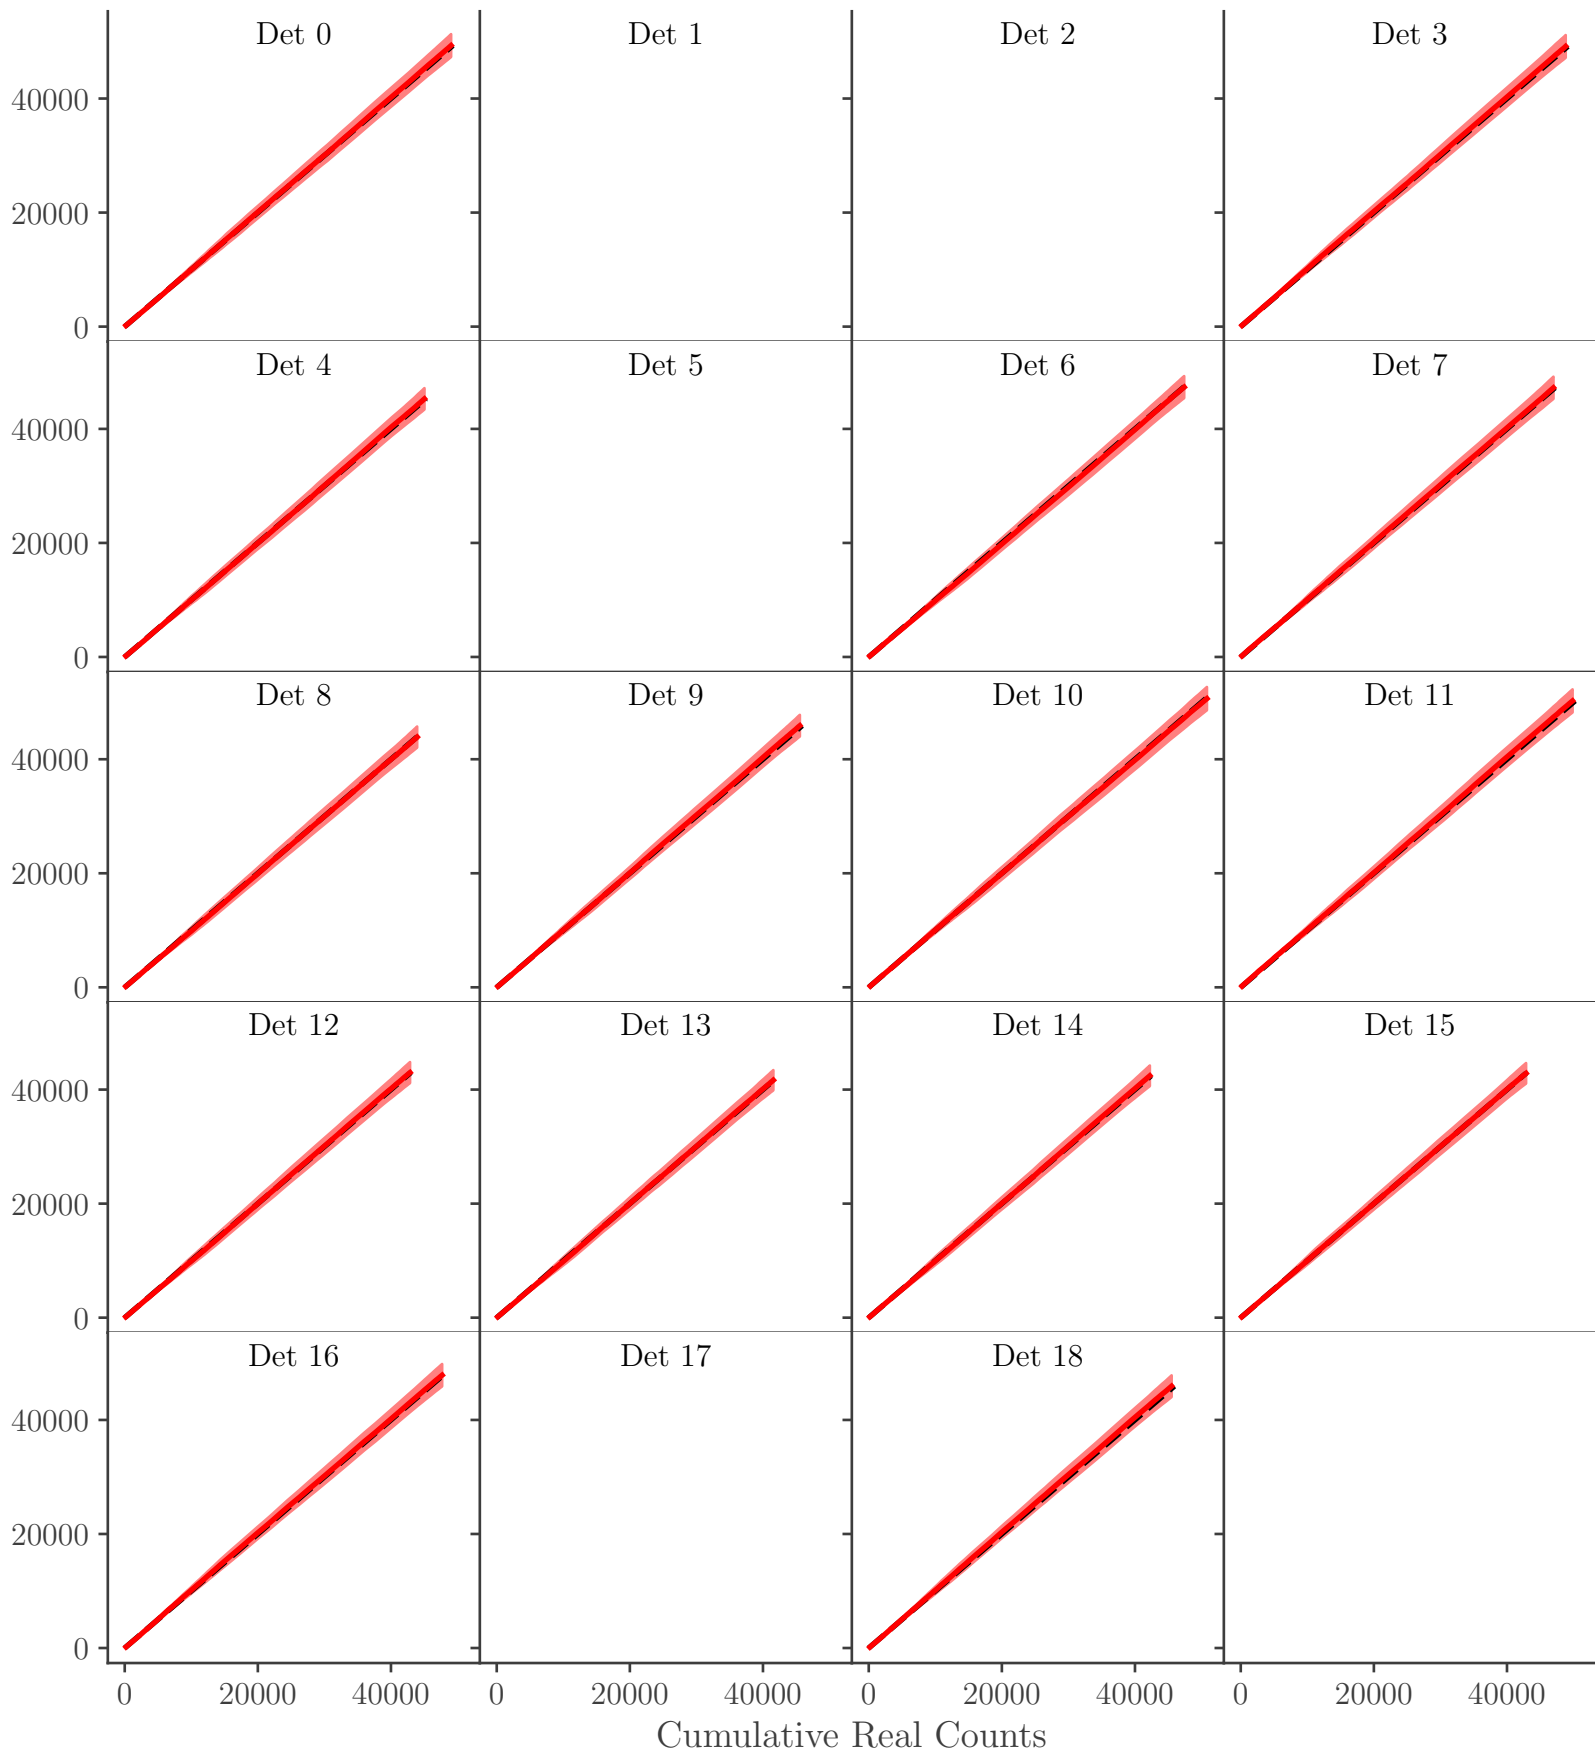 Det 0 Det 1 Det 2 Det 3
40000
20000
0
Det 4 Det 5 Det 6 Det 7
40000
20000
0
Det 8 Det 9 Det 10 Det 11
40000
20000
0
Det 12 Det 13 Det 14 Det 15
40000
20000
0
Det 16 Det 17 Det 18
40000
20000
0
0 20000 40000 0 20000 40000 0 20000 40000 0 20000 40000
Cumulative Real Counts